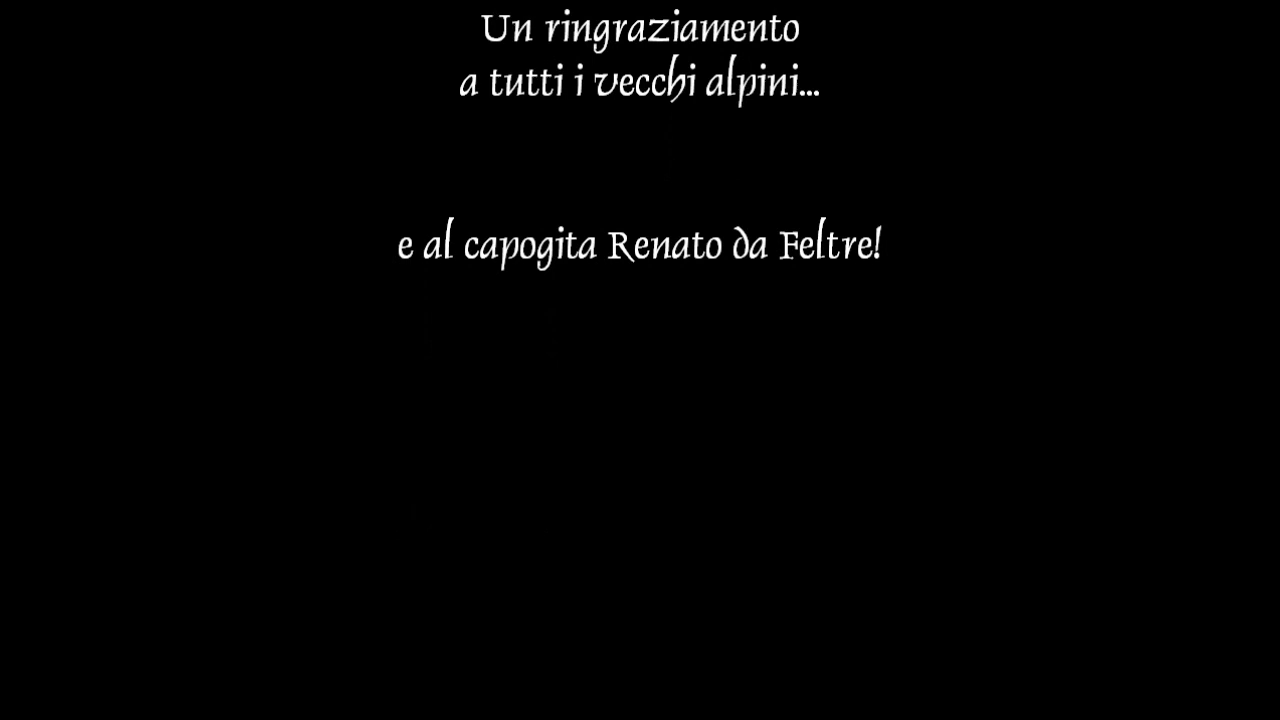 Un ringraziamento
a tutti i vecchi alpini...
e al capogita Renato da Feltre!